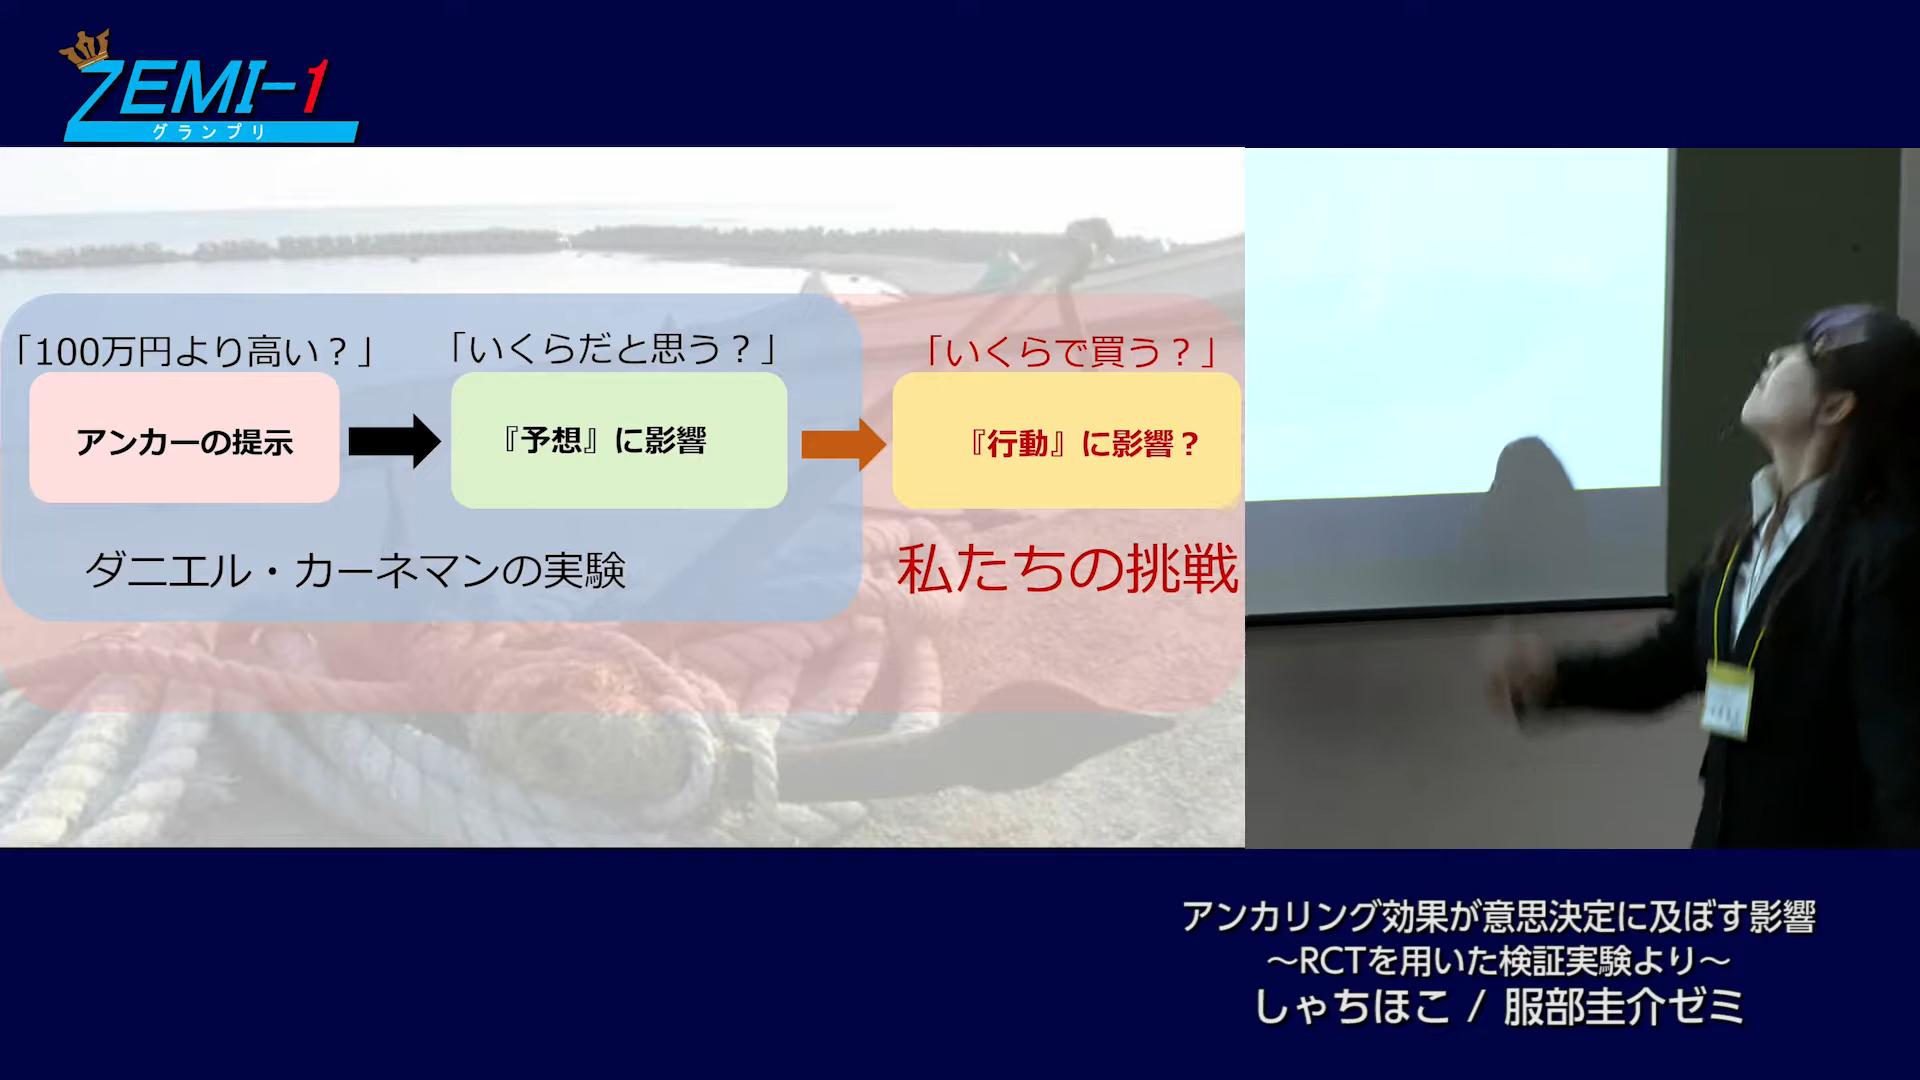 ZEMI-1
グランプリ
「100万円より高い？」
「いくらだと思う？」
「いくらで買う？」
アンカーの提示
『予想』に影響
『行動』に影響？
ダニエル・カーネマンの実験
私たちの挑戦
アンカリング効果が意思決定に及ぼす影響
～RCTを用いた検証実験より～
しゃちほこ / 服部圭介ゼミ